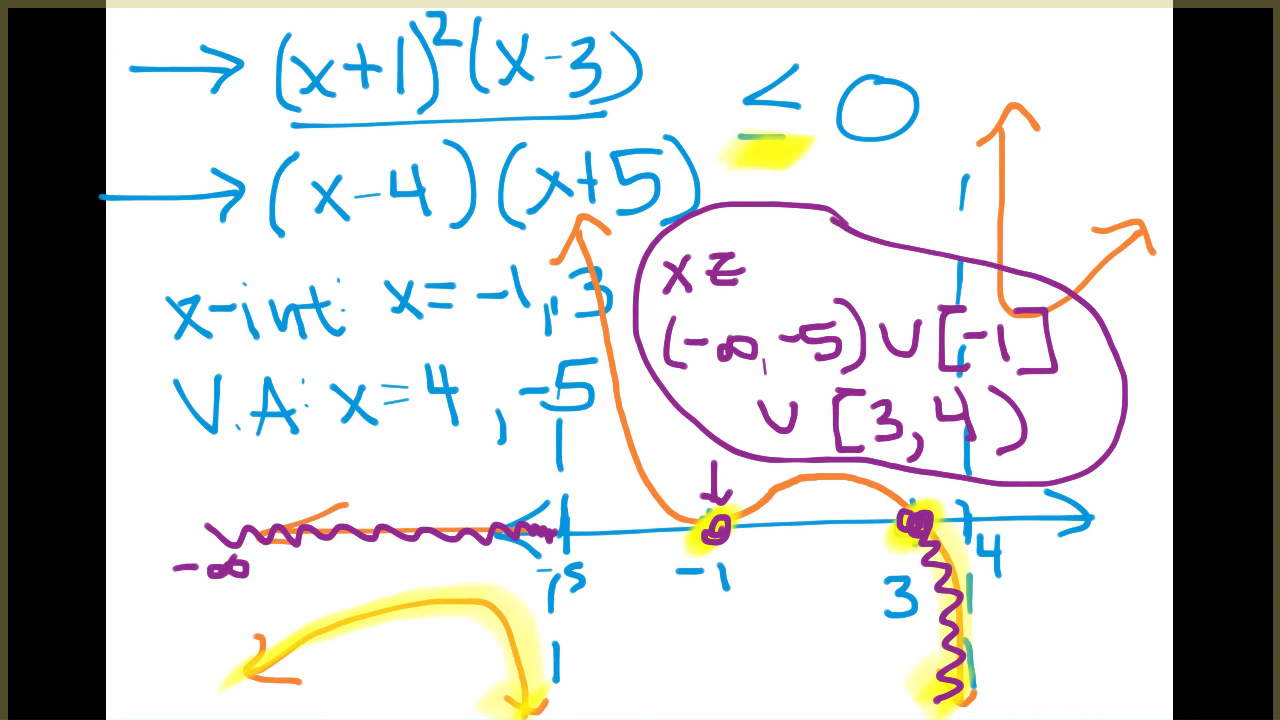 → (x+1)²(x-3) ≤ 0
→ (x-4)(x+5)
x-int: x=-1,3
V.A: x=4,-5
x∈
(-∞,-5)∪[-1]
∪[3,4)
-∞ -5 -1 3 4